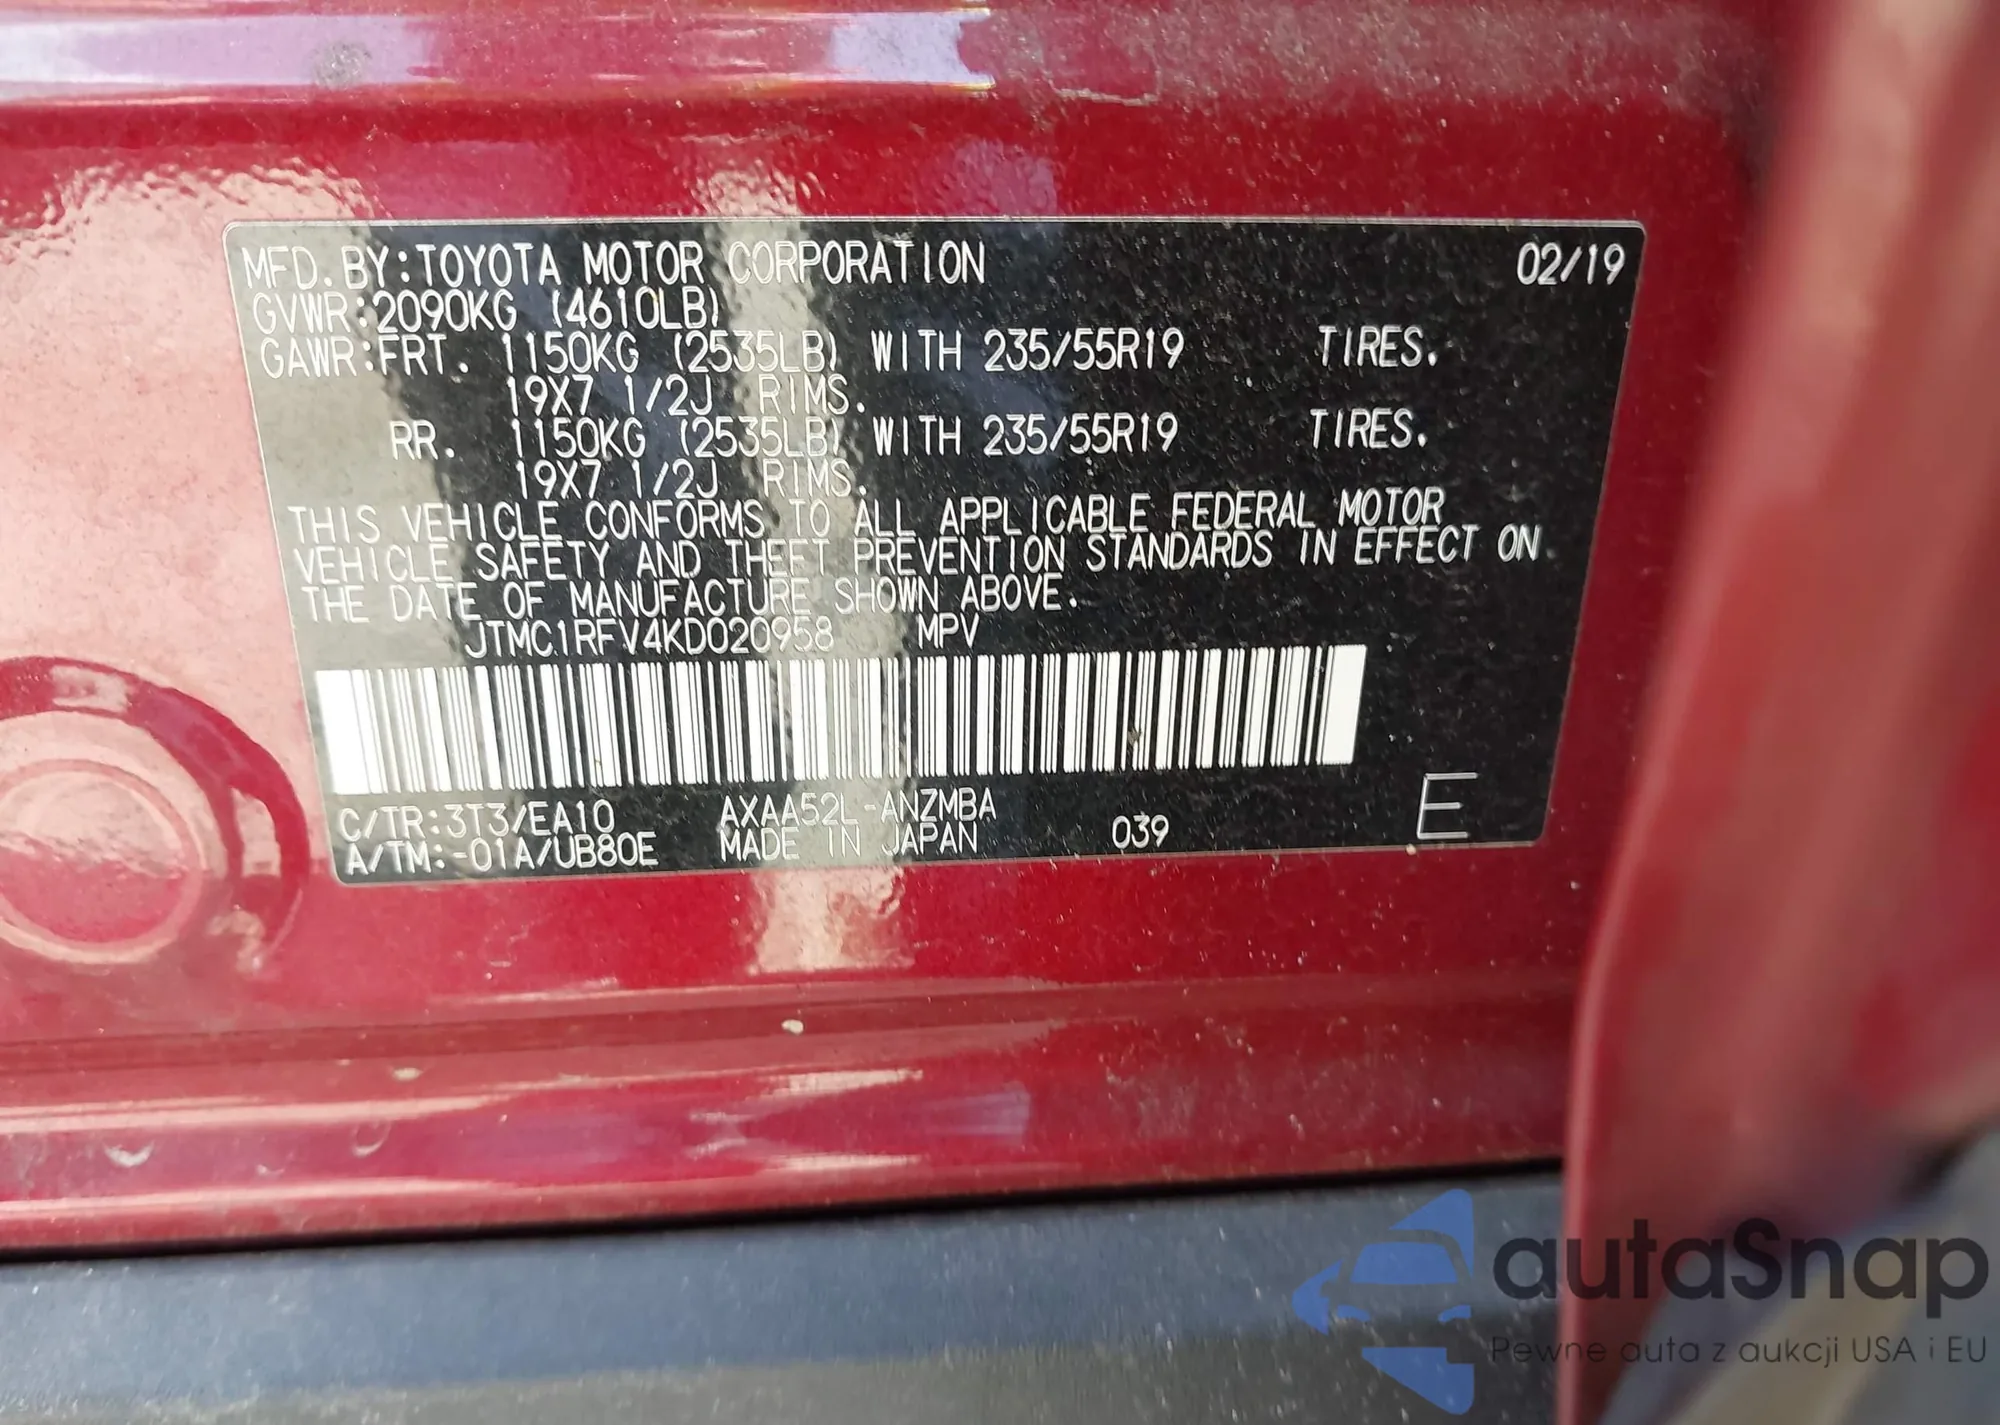 MFD. BY:TOYOTA MOTOR CORPORATION 02/19
GVWR:2090KG (4610LB)
GAWR:FRT. 1150KG (2535LB) WITH 235/55R19 TIRES.
19X7 1/2J RIMS.
RR. 1150KG (2535LB) WITH 235/55R19 TIRES.
19X7 1/2J RIMS.
THIS VEHICLE CONFORMS TO ALL APPLICABLE FEDERAL MOTOR
VEHICLE SAFETY AND THEFT PREVENTION STANDARDS IN EFFECT ON
THE DATE OF MANUFACTURE SHOWN ABOVE.
JTMC1RFV4KD020958 MPV
C/TR:3T3/EA10 AXAA52L-ANZMBA
A/TM:-01A/UB80E MADE IN JAPAN 039 E
autaSnap
Pewne auta z aukcji USA i EU